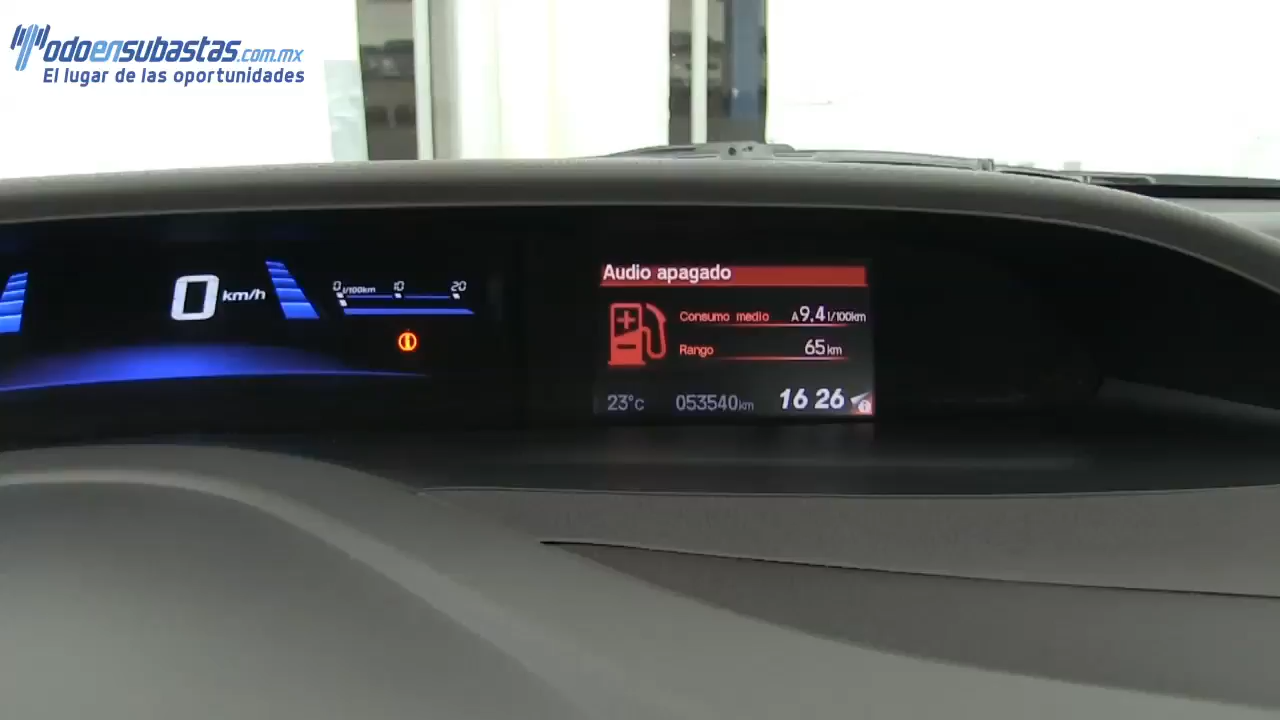 Todoensubastas.com.mx
El lugar de las oportunidades
0 km/h
0 l/100km 10 20
Audio apagado
Consumo medio A 9.4 l/100km
Rango 65 km
23°C 053540 km 16 26